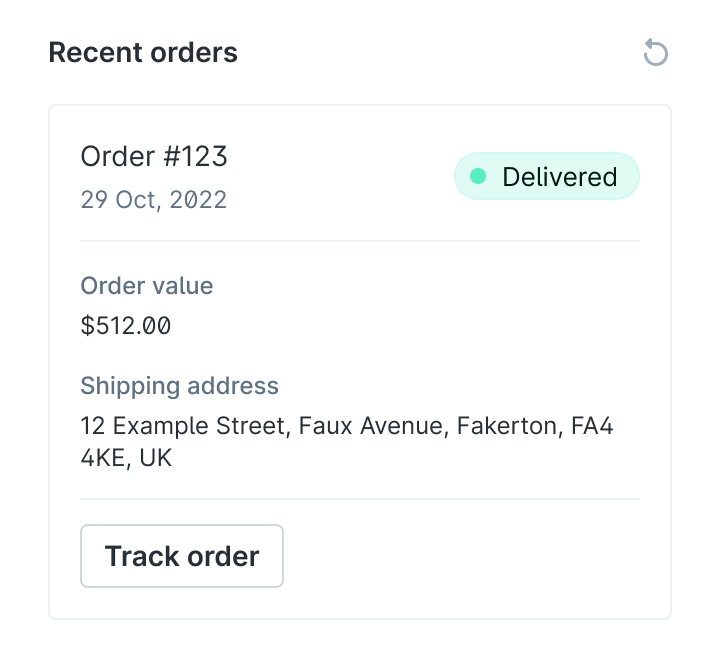 Recent orders
Order #123
29 Oct, 2022
Delivered
Order value
$512.00
Shipping address
12 Example Street, Faux Avenue, Fakerton, FA4
4KE, UK
Track order